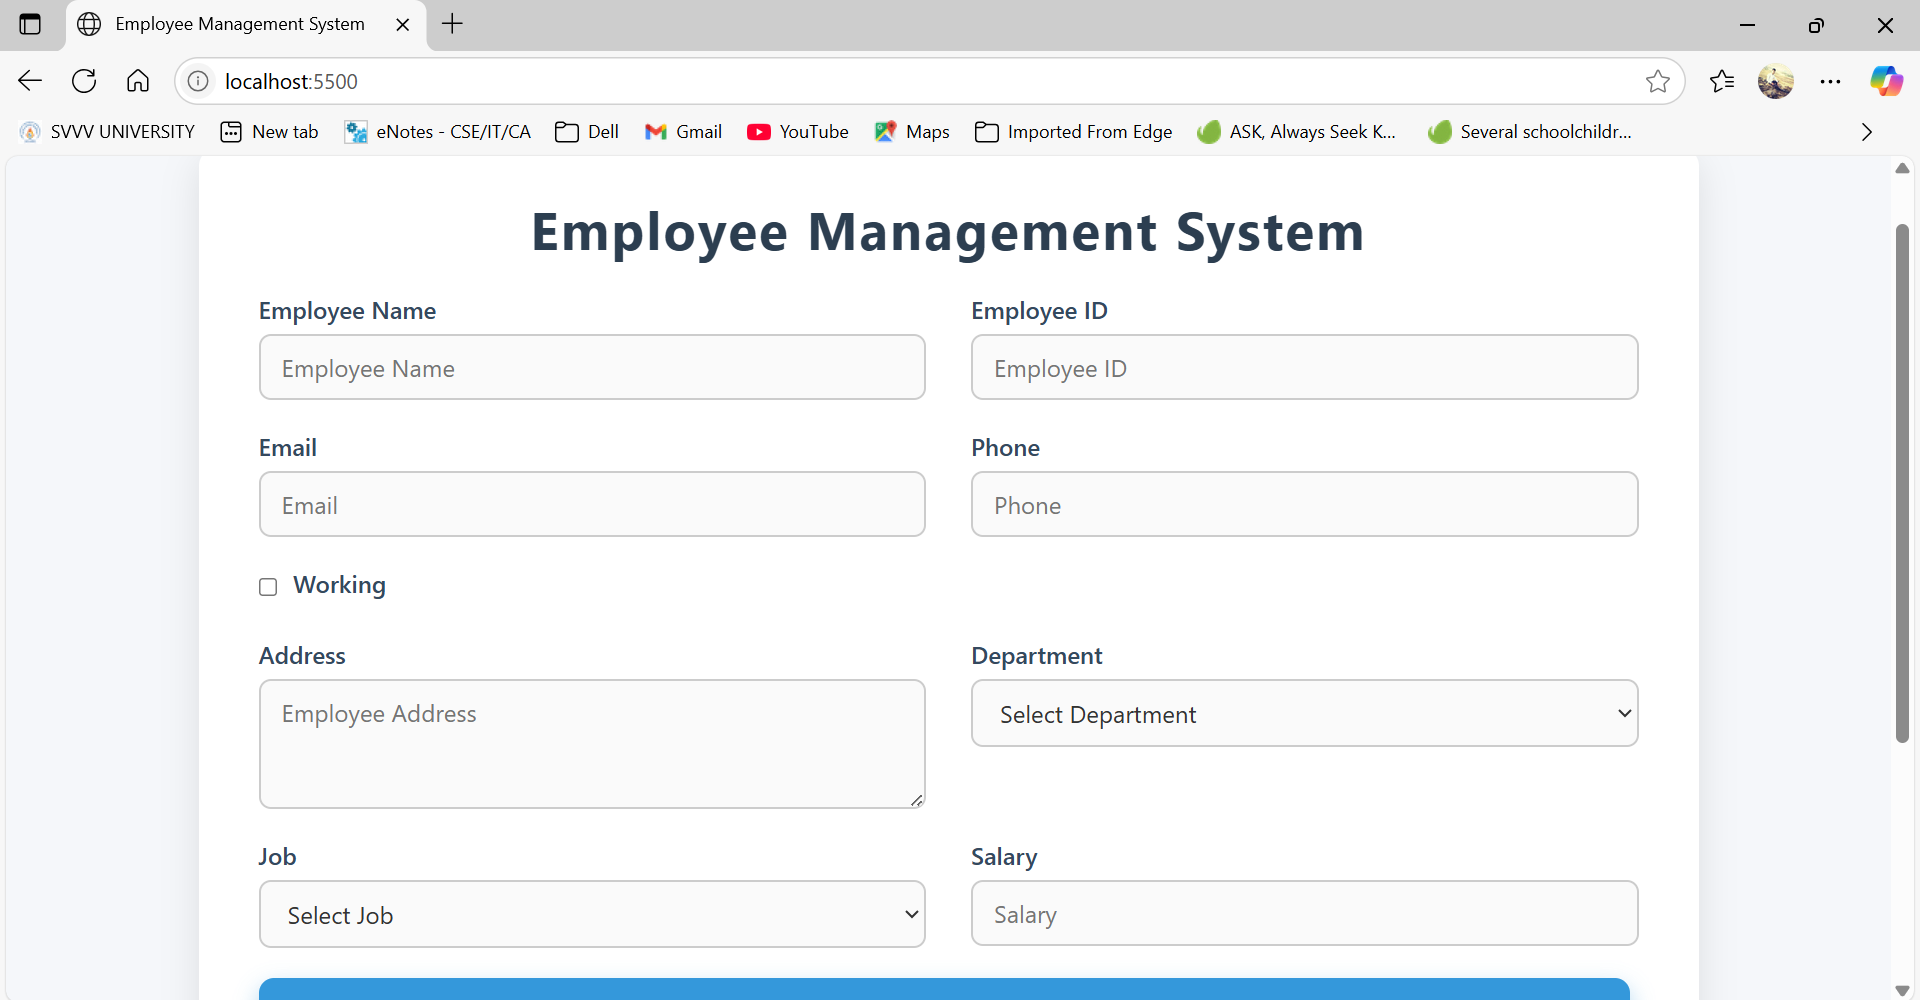 Employee Management System
localhost:5500
SVVV UNIVERSITY New tab eNotes - CSE/IT/CA Dell Gmail YouTube Maps Imported From Edge ASK, Always Seek K... Several schoolchildr...
Employee Management System
Employee Name Employee ID
Employee Name Employee ID
Email Phone
Email Phone
Working
Address Department
Employee Address Select Department
Job Salary
Select Job Salary